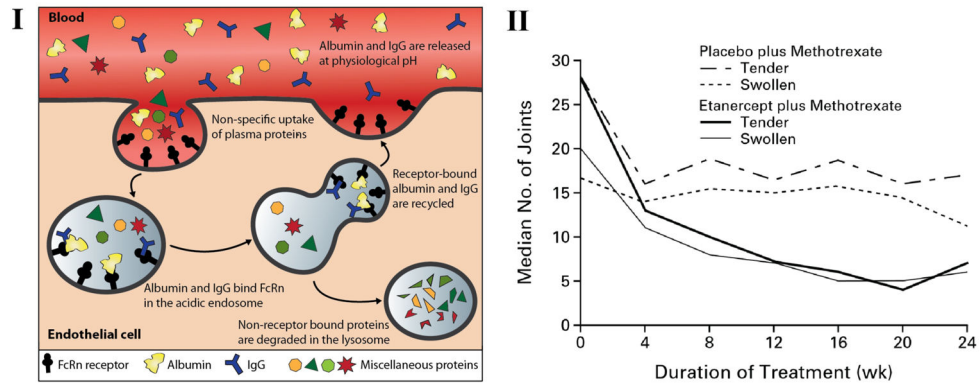 I
Blood
Albumin and IgG are released
at physiological pH
Non-specific uptake
of plasma proteins
Receptor-bound
albumin and IgG
are recycled
Albumin and IgG bind FcRn
in the acidic endosome
Non-receptor bound proteins
are degraded in the lysosome
Endothelial cell
FcRn receptor
Albumin
IgG
Miscellaneous proteins
II
Placebo plus Methotrexate
Tender
Swollen
Etanercept plus Methotrexate
Tender
Swollen
Median No. of Joints
30
25
20
15
10
5
0
0 4 8 12 16 20 24
Duration of Treatment (wk)